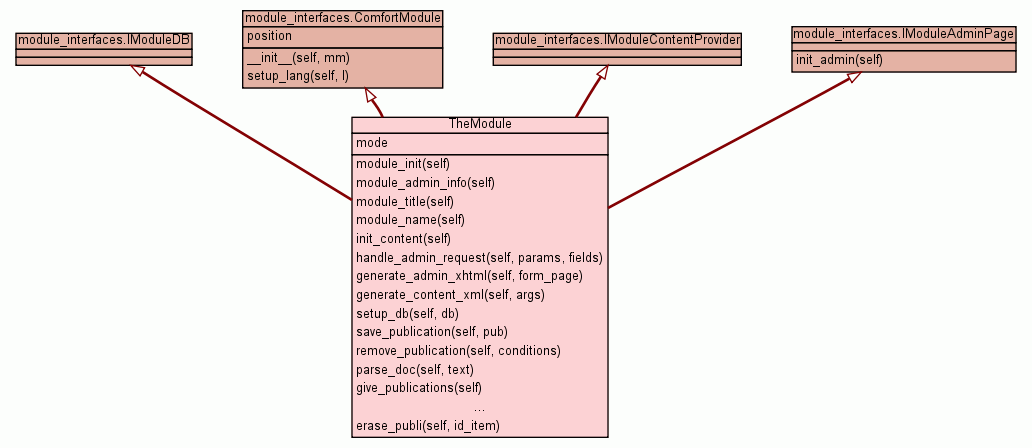 module_interfaces.IModuleDB
module_interfaces.ComfortModule
position
__init__(self, mm)
setup_lang(self, l)
module_interfaces.IModuleContentProvider
module_interfaces.IModuleAdminPage
init_admin(self)
TheModule
mode
module_init(self)
module_admin_info(self)
module_title(self)
module_name(self)
init_content(self)
handle_admin_request(self, params, fields)
generate_admin_xhtml(self, form_page)
generate_content_xml(self, args)
setup_db(self, db)
save_publication(self, pub)
remove_publication(self, conditions)
parse_doc(self, text)
give_publications(self)
...
erase_publi(self, id_item)